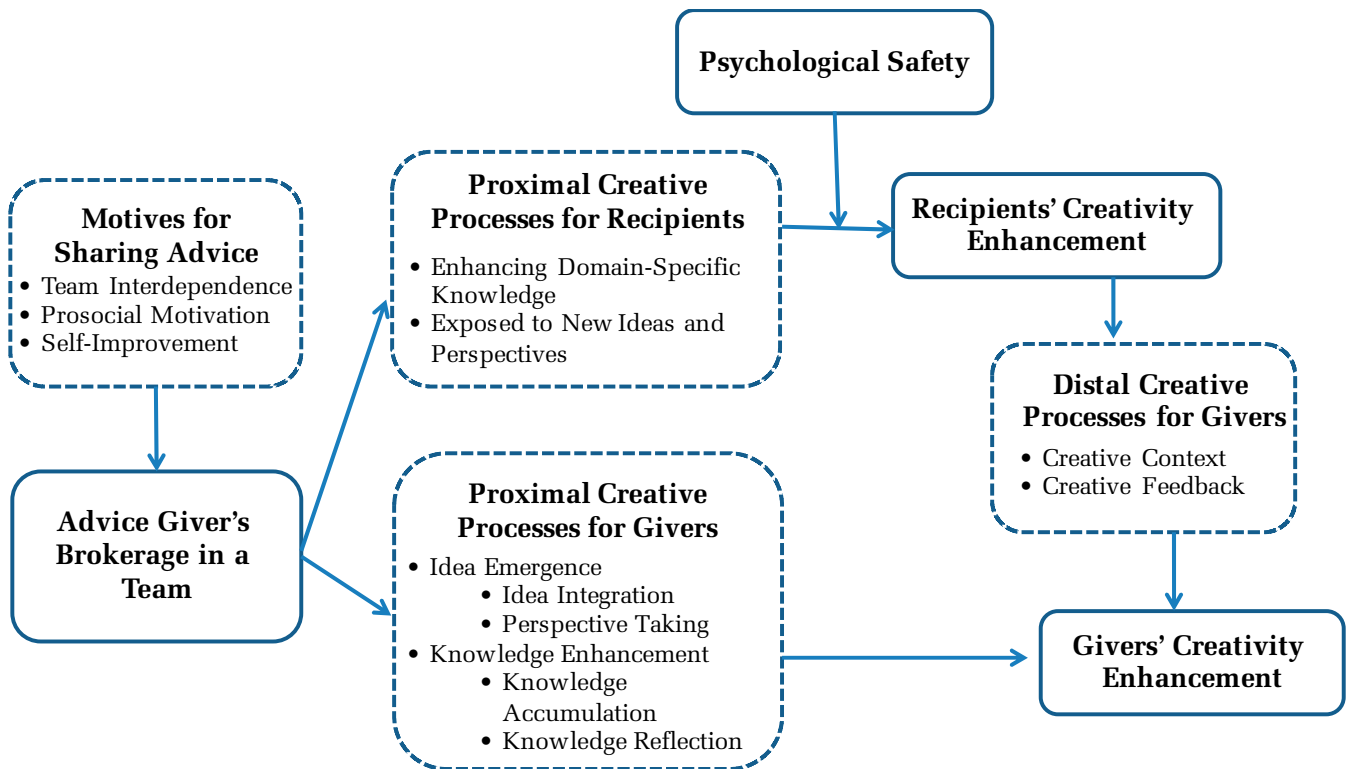 Psychological Safety
Motives for
Sharing Advice
• Team Interdependence
• Prosocial Motivation
• Self-Improvement
Proximal Creative
Processes for Recipients
• Enhancing Domain-Specific
Knowledge
• Exposed to New Ideas and
Perspectives
Recipients’ Creativity
Enhancement
Distal Creative
Processes for Givers
• Creative Context
• Creative Feedback
Advice Giver’s
Brokerage in a
Team
Proximal Creative
Processes for Givers
• Idea Emergence
• Idea Integration
• Perspective Taking
• Knowledge Enhancement
• Knowledge
Accumulation
• Knowledge Reflection
Givers’ Creativity
Enhancement